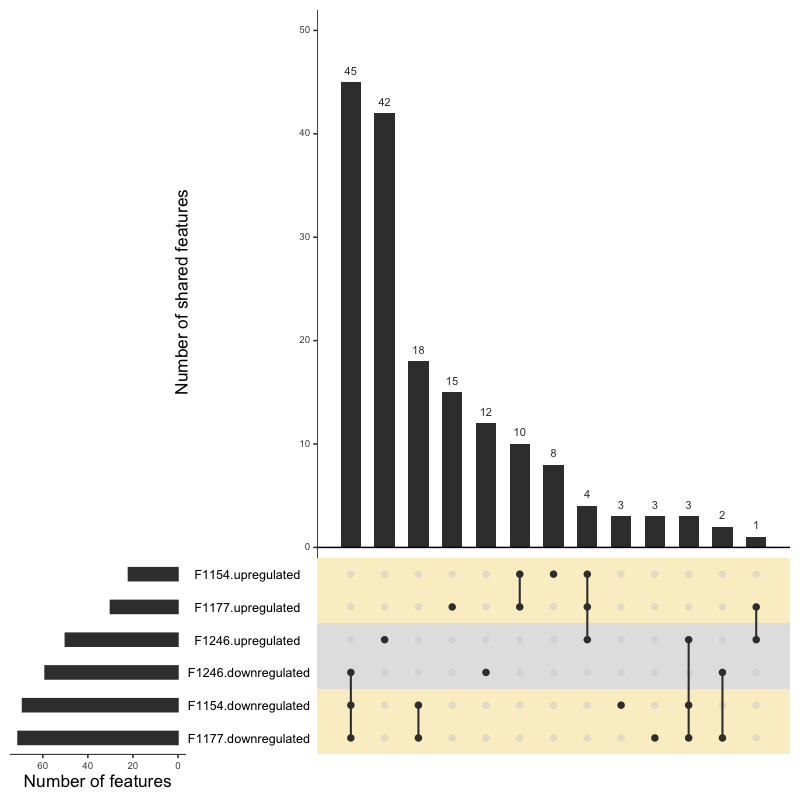 50
45
42
40
Number of shared features
30
20
18
15
12
10
10
8
4
3
3
3
2
1
0
F1154.upregulated
F1177.upregulated
F1246.upregulated
F1246.downregulated
F1154.downregulated
F1177.downregulated
60 40 20 0
Number of features